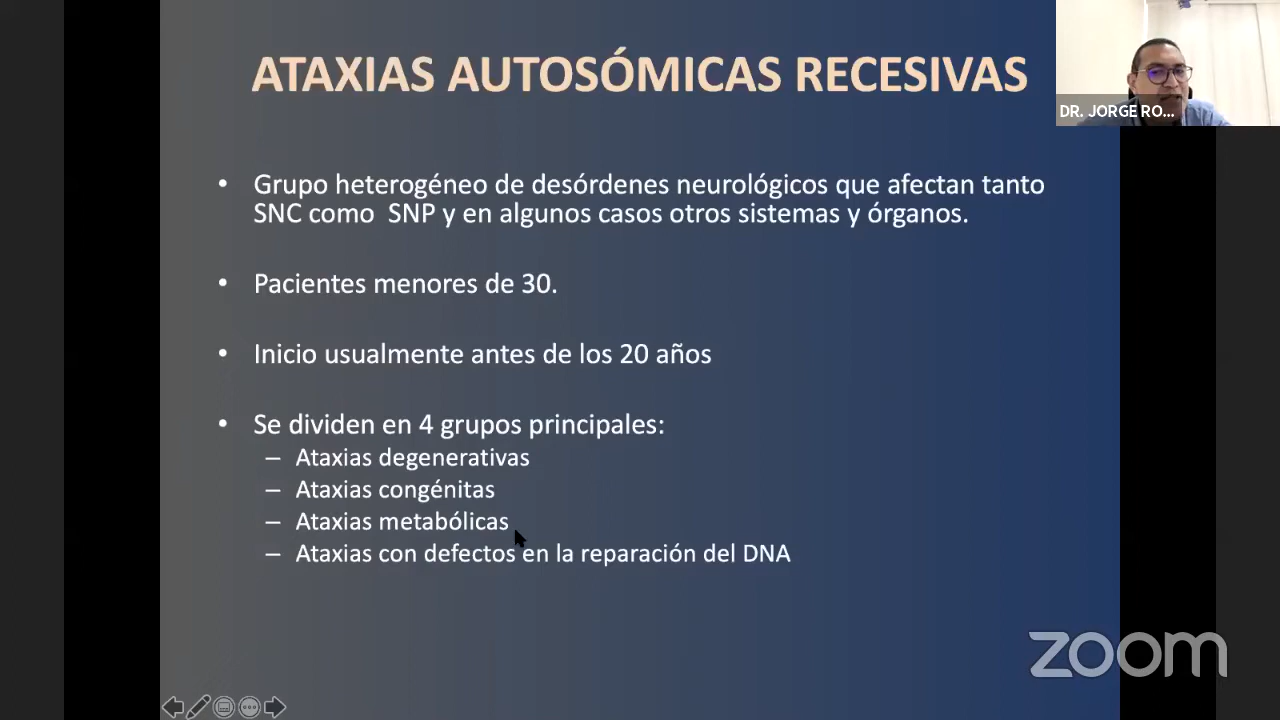 ATAXIAS AUTOSÓMICAS RECESIVAS
DR. JORGE RO...
• Grupo heterogéneo de desórdenes neurológicos que afectan tanto
SNC como SNP y en algunos casos otros sistemas y órganos.
• Pacientes menores de 30.
• Inicio usualmente antes de los 20 años
• Se dividen en 4 grupos principales:
– Ataxias degenerativas
– Ataxias congénitas
– Ataxias metabólicas
– Ataxias con defectos en la reparación del DNA
zoom